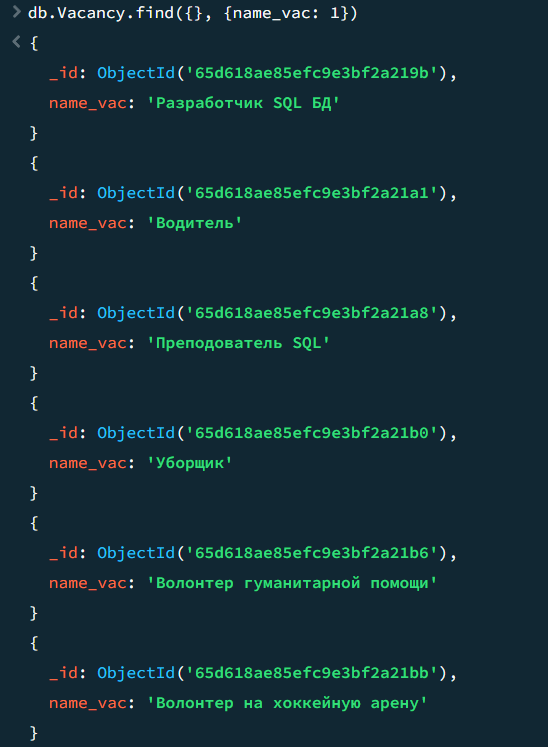 > db.Vacancy.find({}, {name_vac: 1})
< {
_id: ObjectId('65d618ae85efc9e3bf2a219b'),
name_vac: 'Разработчик SQL БД'
}
{
_id: ObjectId('65d618ae85efc9e3bf2a21a1'),
name_vac: 'Водитель'
}
{
_id: ObjectId('65d618ae85efc9e3bf2a21a8'),
name_vac: 'Преподователь SQL'
}
{
_id: ObjectId('65d618ae85efc9e3bf2a21b0'),
name_vac: 'Уборщик'
}
{
_id: ObjectId('65d618ae85efc9e3bf2a21b6'),
name_vac: 'Волонтер гуманитарной помощи'
}
{
_id: ObjectId('65d618ae85efc9e3bf2a21bb'),
name_vac: 'Волонтер на хоккейную арену'
}